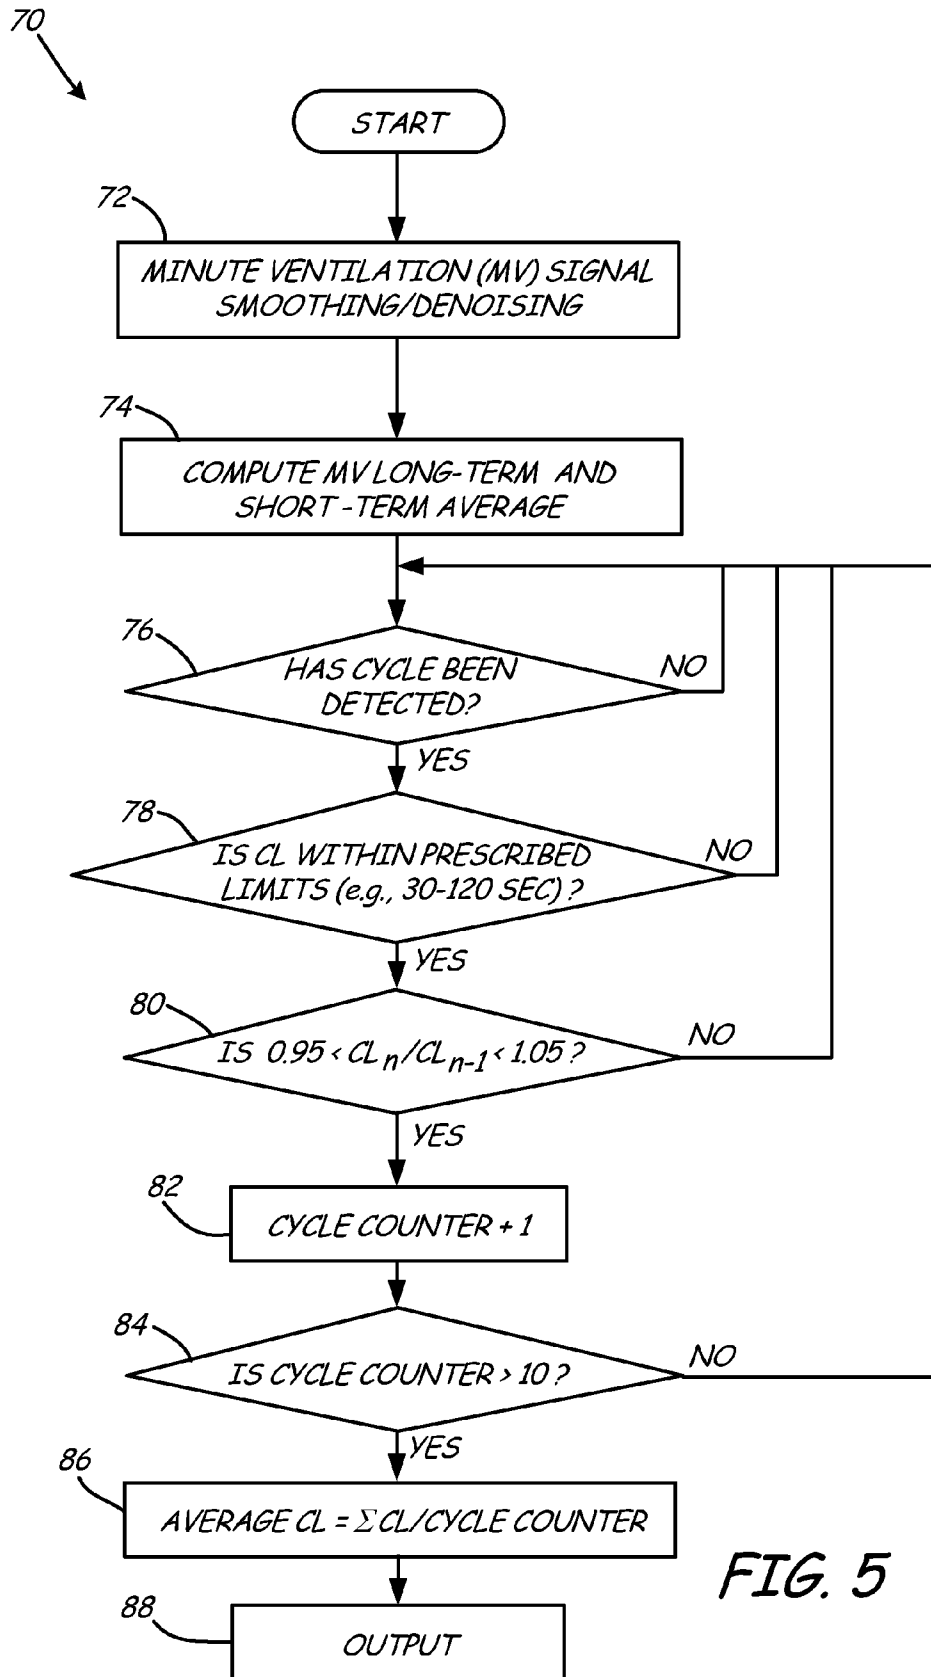 70
START
72
MINUTE VENTILATION (MV) SIGNAL
SMOOTHING/DENOISING
74
COMPUTE MV LONG-TERM AND
SHORT-TERM AVERAGE
76
HAS CYCLE BEEN
DETECTED?
NO
YES
78
IS CL WITHIN PRESCRIBED
LIMITS (e.g., 30-120 SEC)?
NO
YES
80
IS 0.95 < CLn/CLn-1 < 1.05?
NO
YES
82
CYCLE COUNTER + 1
84
IS CYCLE COUNTER > 10?
NO
YES
86
AVERAGE CL = ΣCL/CYCLE COUNTER
88
OUTPUT
FIG. 5